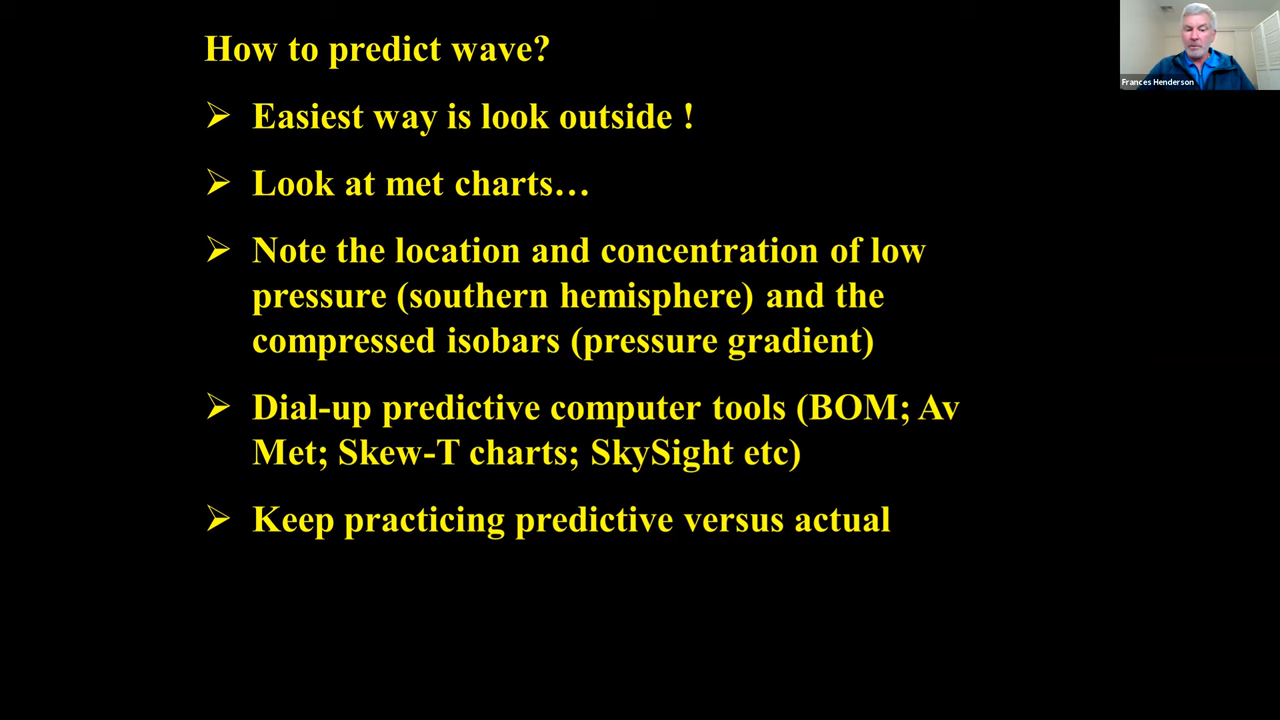 How to predict wave?
➢ Easiest way is look outside !
➢ Look at met charts…
➢ Note the location and concentration of low
pressure (southern hemisphere) and the
compressed isobars (pressure gradient)
➢ Dial-up predictive computer tools (BOM; Av
Met; Skew-T charts; SkySight etc)
➢ Keep practicing predictive versus actual
Frances Henderson